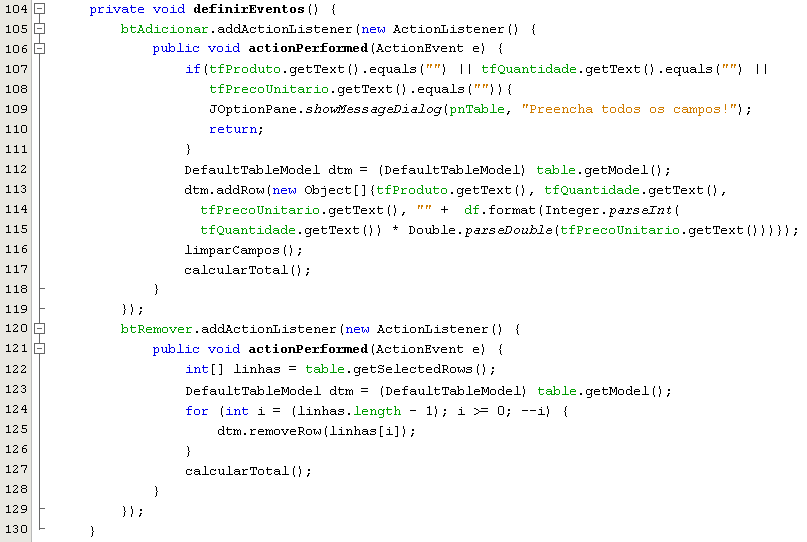 104 private void definirEventos() {
105 btAdicionar.addActionListener(new ActionListener() {
106 public void actionPerformed(ActionEvent e) {
107 if(tfProduto.getText().equals("") || tfQuantidade.getText().equals("") ||
108 tfPrecoUnitario.getText().equals("")){
109 JOptionPane.showMessageDialog(pnTable, "Preencha todos os campos!");
110 return;
111 }
112 DefaultTableModel dtm = (DefaultTableModel) table.getModel();
113 dtm.addRow(new Object[]{tfProduto.getText(), tfQuantidade.getText(),
114 tfPrecoUnitario.getText(), "" + df.format(Integer.parseInt(
115 tfQuantidade.getText()) * Double.parseDouble(tfPrecoUnitario.getText()))});
116 limparCampos();
117 calcularTotal();
118 }
119 });
120 btRemover.addActionListener(new ActionListener() {
121 public void actionPerformed(ActionEvent e) {
122 int[] linhas = table.getSelectedRows();
123 DefaultTableModel dtm = (DefaultTableModel) table.getModel();
124 for (int i = (linhas.length - 1); i >= 0; --i) {
125 dtm.removeRow(linhas[i]);
126 }
127 calcularTotal();
128 }
129 });
130 }